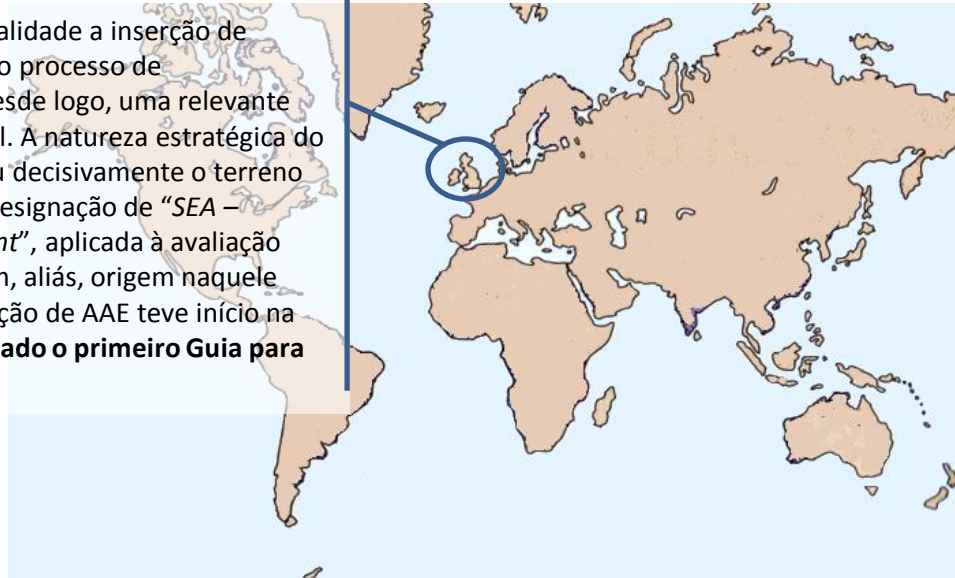 alidade a inserção de
o processo de
esde logo, uma relevante
l. A natureza estratégica do
u decisivamente o terreno
esignação de “SEA –
nt”, aplicada à avaliação
n, aliás, origem naquele
ção de AAE teve início na
ado o primeiro Guia para